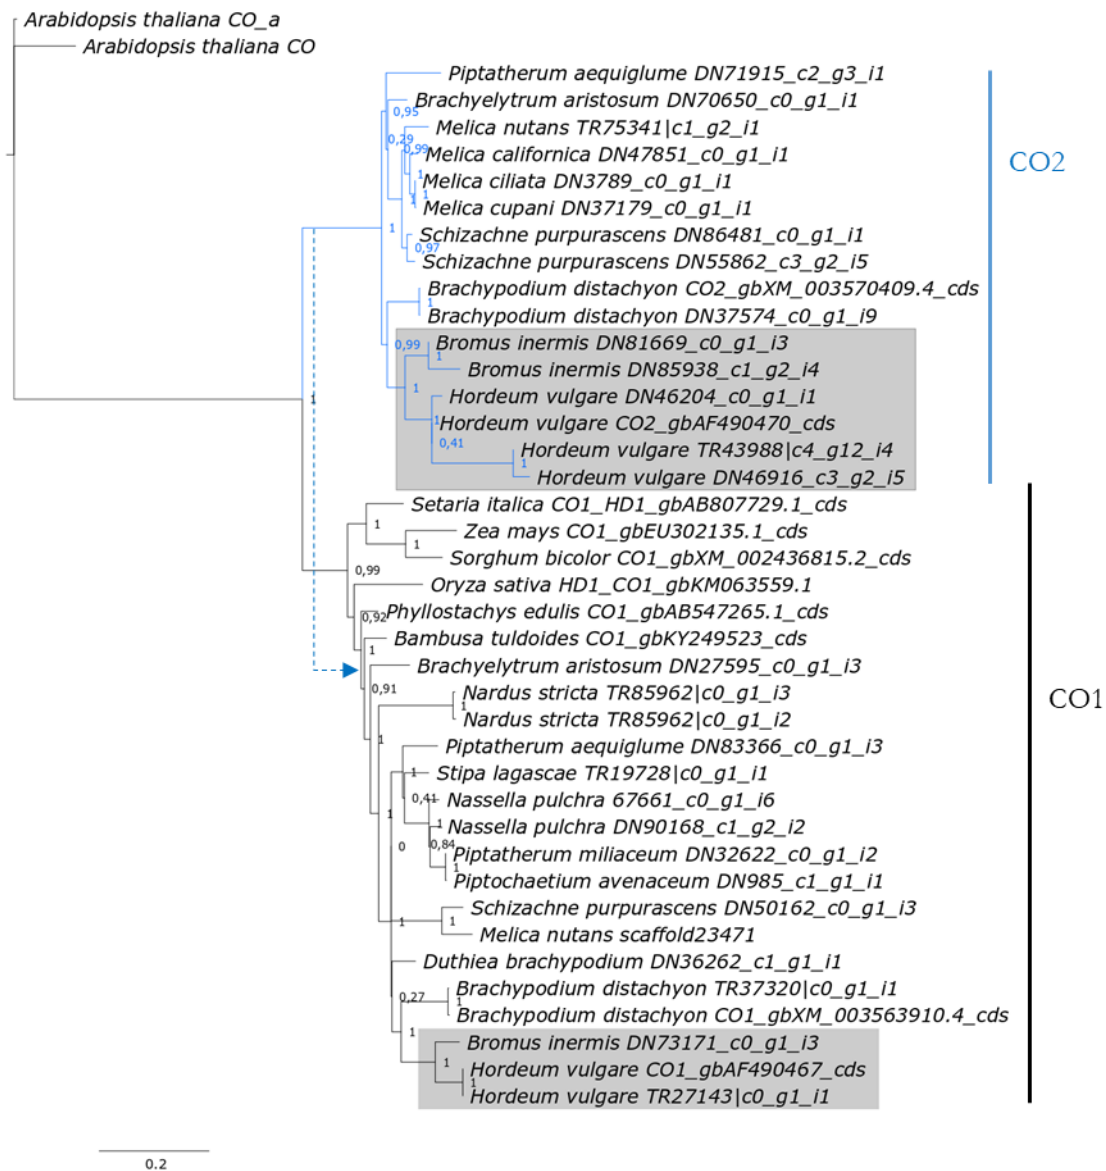 Arabidopsis thaliana CO_a
Arabidopsis thaliana CO
Piptatherum aequiglume DN71915_c2_g3_i1
Brachyelytrum aristosum DN70650_c0_g1_i1
0,95
Melica nutans TR75341|c1_g2_i1
0,29
0,99
Melica californica DN47851_c0_g1_i1
CO2
1
Melica ciliata DN3789_c0_g1_i1
1
1
Melica cupani DN37179_c0_g1_i1
1
Schizachne purpurascens DN86481_c0_g1_i1
0,97
Schizachne purpurascens DN55862_c3_g2_i5
Brachypodium distachyon CO2_gbXM_003570409.4_cds
1
Brachypodium distachyon DN37574_c0_g1_i9
0,99
Bromus inermis DN81669_c0_g1_i3
1
Bromus inermis DN85938_c1_g2_i4
1
Hordeum vulgare DN46204_c0_g1_i1
1
1
Hordeum vulgare CO2_gbAF490470_cds
0,41
Hordeum vulgare TR43988|c4_g12_i4
1
Hordeum vulgare DN46916_c3_g2_i5
Setaria italica CO1_HD1_gbAB807729.1_cds
1
Zea mays CO1_gbEU302135.1_cds
1
Sorghum bicolor CO1_gbXM_002436815.2_cds
0,99
Oryza sativa HD1_CO1_gbKM063559.1
Phyllostachys edulis CO1_gbAB547265.1_cds
0,92
Bambusa tuldoides CO1_gbKY249523_cds
1
Brachyelytrum aristosum DN27595_c0_g1_i3
0,91
Nardus stricta TR85962|c0_g1_i3
1
CO1
Nardus stricta TR85962|c0_g1_i2
1
Piptatherum aequiglume DN83366_c0_g1_i3
1
Stipa lagascae TR19728|c0_g1_i1
0,41
Nassella pulchra 67661_c0_g1_i6
1
1
Nassella pulchra DN90168_c1_g2_i2
0
0,84
Piptatherum miliaceum DN32622_c0_g1_i2
1
Piptochaetium avenaceum DN985_c1_g1_i1
Schizachne purpurascens DN50162_c0_g1_i3
1
1
Melica nutans scaffold23471
Duthiea brachypodium DN36262_c1_g1_i1
Brachypodium distachyon TR37320|c0_g1_i1
0,27
1
Brachypodium distachyon CO1_gbXM_003563910.4_cds
1
Bromus inermis DN73171_c0_g1_i3
1
Hordeum vulgare CO1_gbAF490467_cds
1
Hordeum vulgare TR27143|c0_g1_i1
0.2